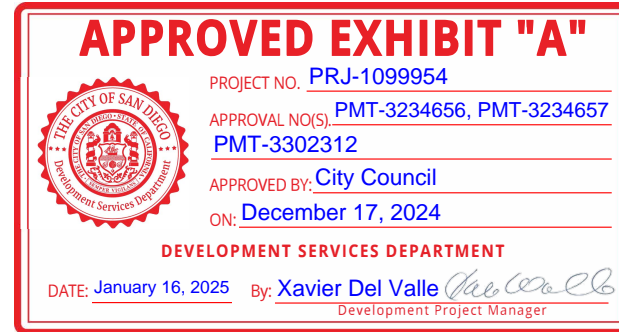 APPROVED EXHIBIT "A"
PROJECT NO. PRJ-1099954
APPROVAL NO(S). PMT-3234656, PMT-3234657
PMT-3302312
APPROVED BY: City Council
ON: December 17, 2024
THE CITY OF SAN DIEGO
Development Services Department
DEVELOPMENT SERVICES DEPARTMENT
DATE: January 16, 2025 By: Xavier Del Valle
Development Project Manager